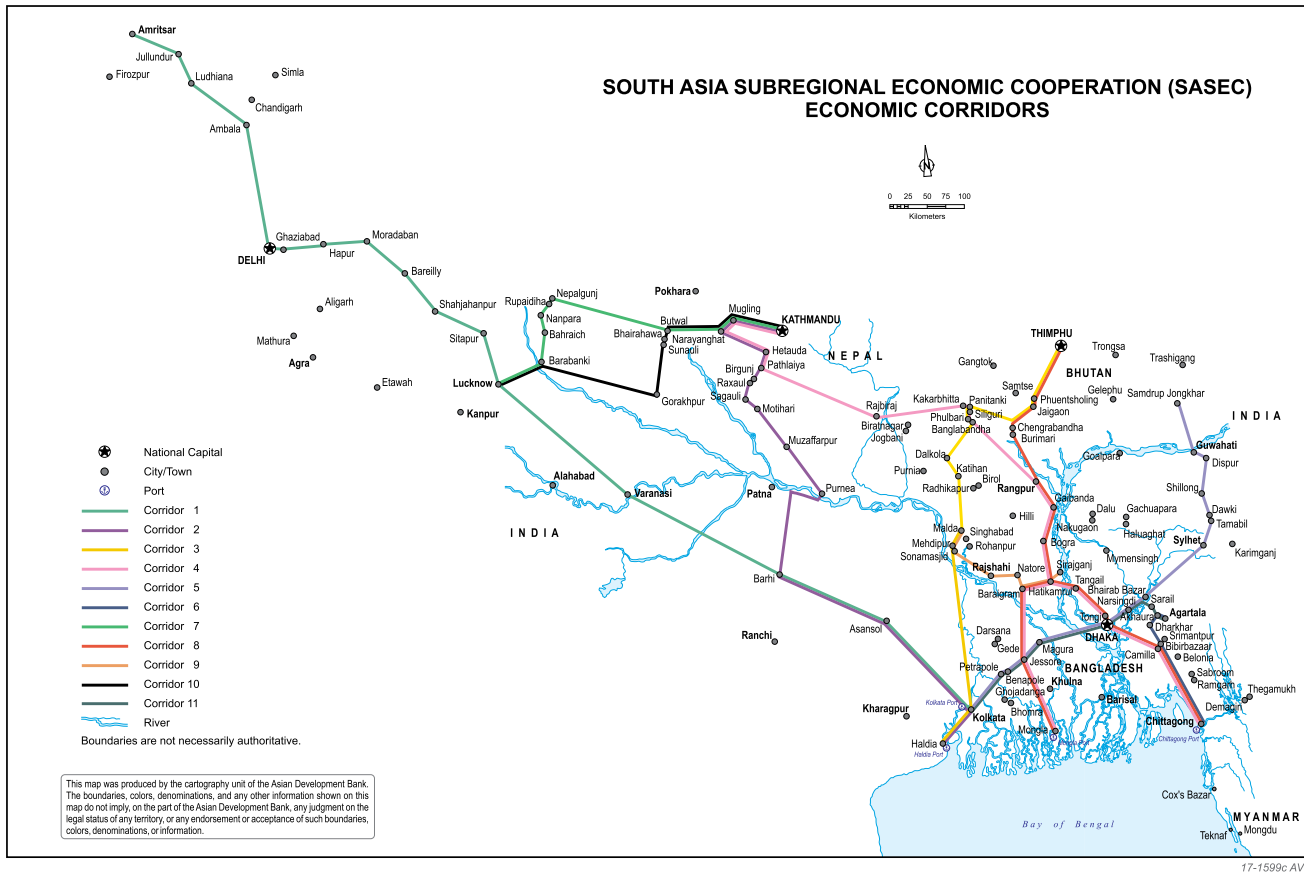 SOUTH ASIA SUBREGIONAL ECONOMIC COOPERATION (SASEC)
ECONOMIC CORRIDORS
N
0 25 50 75 100
Kilometers
Amritsar
Jullundur
Firozpur
Ludhiana
Simla
Chandigarh
Ambala
Ghaziabad
DELHI
Hapur
Moradaban
Bareilly
Aligarh
Shahjahanpur
Mathura
Sitapur
Agra
Etawah
Lucknow
Kanpur
Nepalgunj
Rupaidiha
Nanpara
Bahraich
Barabanki
Pokhara
Butwal
Bhairahawa
Sunauli
Gorakhpur
Mugling
Narayanghat
KATHMANDU
Hetauda
Pathlaiya
Birgunj
Raxaul
Sagauli
Motihari
Muzaffarpur
NEPAL
Rajbiraj
Biratnagar
Jogbani
Kakarbhitta
Panitanki
Phulbari
Siliguri
Banglabandha
Gangtok
Samtse
THIMPHU
BHUTAN
Trongsa
Trashigang
Phuentsholing
Jaigaon
Gelephu
Samdrup Jongkhar
INDIA
Chengrabandha
Burimari
Goalpara
Guwahati
Dispur
Dalkola
Purnia
Katihan
Birol
Radhikapur
Rangpur
Gaibanda
Shillong
Dawki
Tamabil
Dalu
Gachuapara
Nakugaon
Haluaghat
Hilli
Malda
Singhabad
Mehdipur
Rohanpur
Sonamasjid
Bogra
Mymensingh
Sylhet
Karimganj
Alahabad
Varanasi
Patna
Purnea
INDIA
Rajshahi
Natore
Sirajganj
Tangail
Baraigram
Hatikamrul
Bhairab Bazar
Narsingdi
Sarail
Tongi
Akhaura
Agartala
DHAKA
Dharkhar
Srimantpur
Bibirbazaar
Camilla
Belonia
Barhi
Asansol
Ranchi
Darsana
Gede
Magura
Jessore
Petrapole
Benapole
BANGLADESH
Khulna
Ghojadanga
Bhomra
Barisal
Sabroom
Ramgarh
Thegamukh
Demagiri
Kharagpur
Kolkata Port
Kolkata
Haldia
Haldia Port
Mongla
Mongla Port
Chittagong
Chittagong Port
Cox's Bazar
MYANMAR
Teknaf
Mongdu
Bay of Bengal
National Capital
City/Town
Port
Corridor 1
Corridor 2
Corridor 3
Corridor 4
Corridor 5
Corridor 6
Corridor 7
Corridor 8
Corridor 9
Corridor 10
Corridor 11
River
Boundaries are not necessarily authoritative.
This map was produced by the cartography unit of the Asian Development Bank.
The boundaries, colors, denominations, and any other information shown on this
map do not imply, on the part of the Asian Development Bank, any judgment on the
legal status of any territory, or any endorsement or acceptance of such boundaries,
colors, denominations, or information.
17-1599c AV